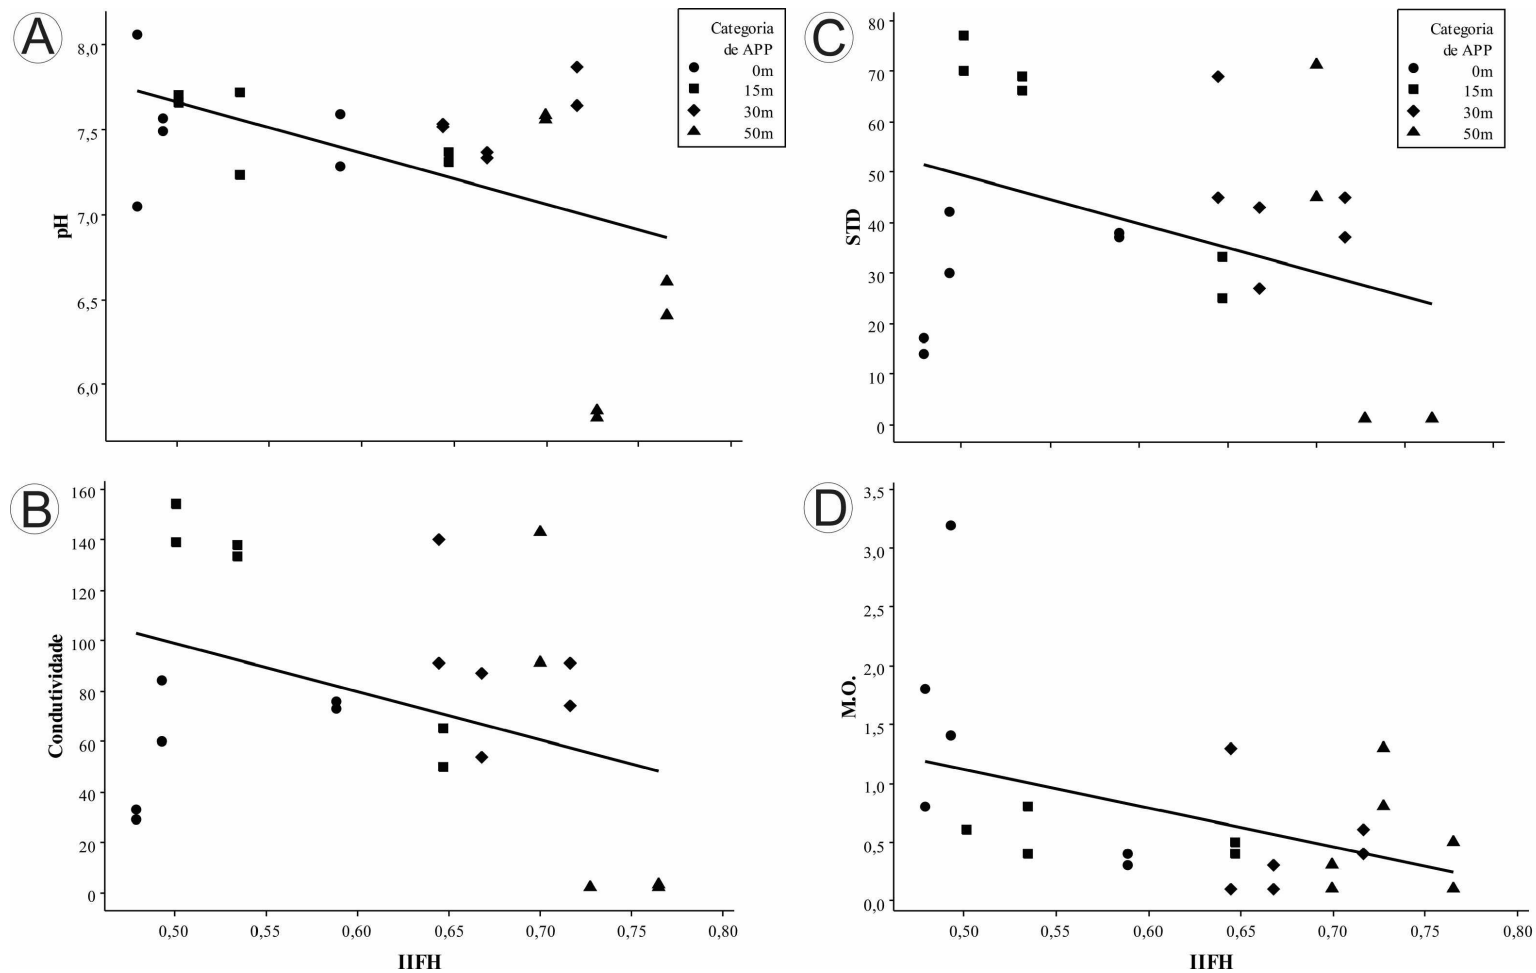 A
8,0
7,5
7,0
6,5
6,0
pH
Categoria
de APP
0m
15m
30m
50m
C
80
70
60
50
40
30
20
10
0
STD
Categoria
de APP
0m
15m
30m
50m
B
160
140
120
100
80
60
40
20
0
Condutividade
0,50 0,55 0,60 0,65 0,70 0,75 0,80
IIFH
D
3,5
3,0
2,5
2,0
1,5
1,0
0,5
0,0
M.O.
0,50 0,55 0,60 0,65 0,70 0,75 0,80
IIFH